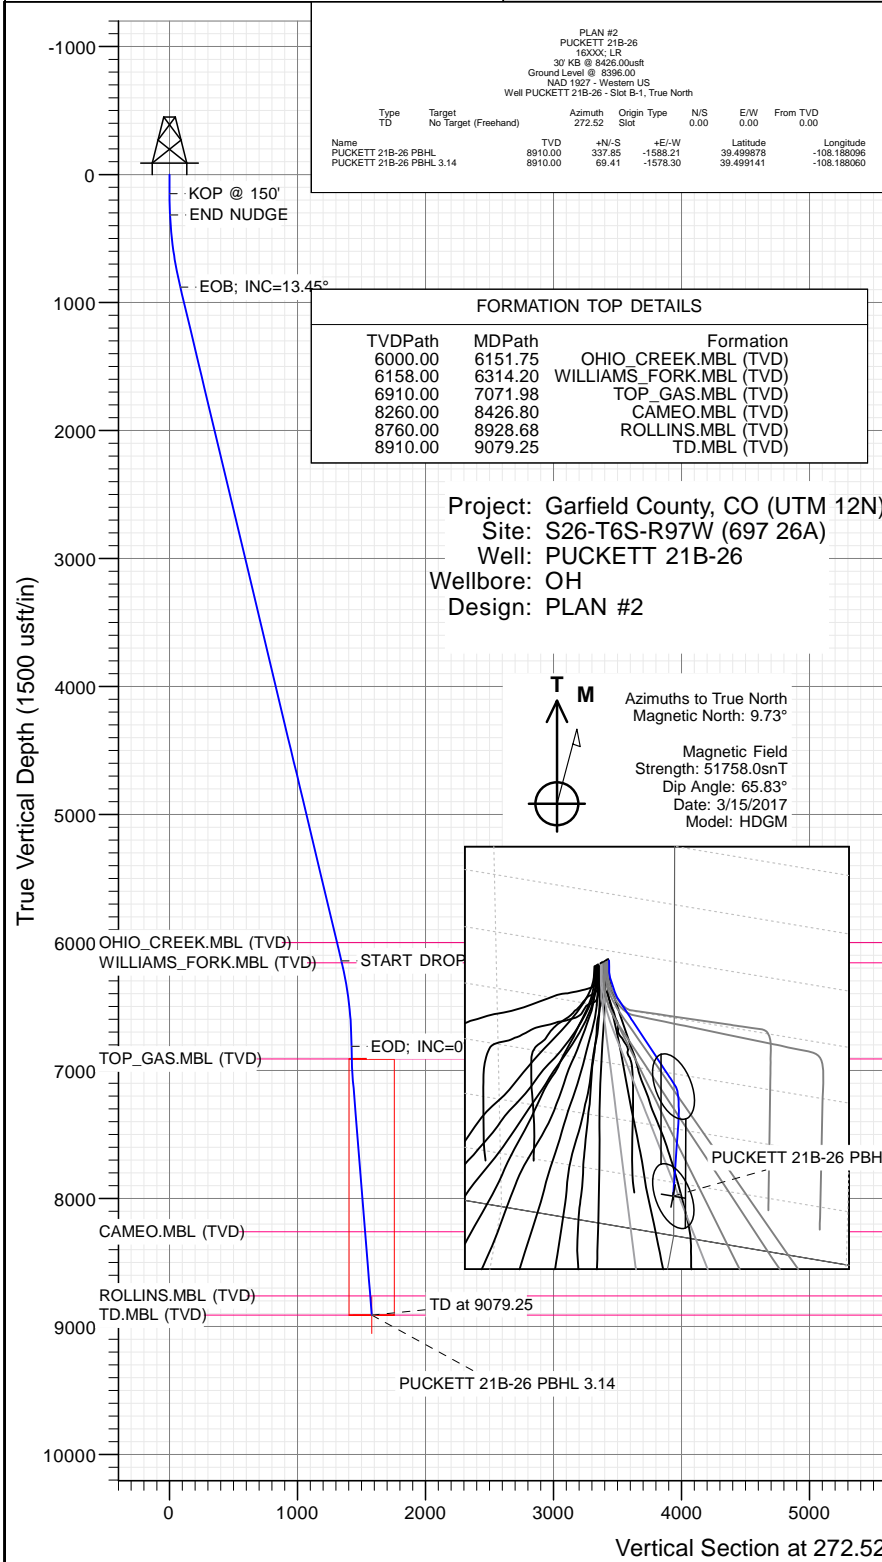 PLAN #2
PUCKETT 21B-26
16XXX; LR
30' KB @ 8426.00usft
Ground Level @ 8396.00
NAD 1927 - Western US
Well PUCKETT 21B-26 - Slot B-1, True North
Type Target Azimuth Origin Type N/S E/W From TVD
TD No Target (Freehand) 272.52 Slot 0.00 0.00 0.00
Name TVD +N/-S +E/-W Latitude Longitude
PUCKETT 21B-26 PBHL 8910.00 337.85 -1588.21 39.499878 -108.188096
PUCKETT 21B-26 PBHL 3.14 8910.00 69.41 -1578.30 39.499141 -108.188060
-1000
0
1000
2000
3000
4000
5000
6000
7000
8000
9000
10000
True Vertical Depth (1500 usft/in)
KOP @ 150'
END NUDGE
EOB; INC=13.45°
FORMATION TOP DETAILS
TVDPath MDPath Formation
6000.00 6151.75 OHIO_CREEK.MBL (TVD)
6158.00 6314.20 WILLIAMS_FORK.MBL (TVD)
6910.00 7071.98 TOP_GAS.MBL (TVD)
8260.00 8426.80 CAMEO.MBL (TVD)
8760.00 8928.68 ROLLINS.MBL (TVD)
8910.00 9079.25 TD.MBL (TVD)
Project: Garfield County, CO (UTM 12N)
Site: S26-T6S-R97W (697 26A)
Well: PUCKETT 21B-26
Wellbore: OH
Design: PLAN #2
T M
Azimuths to True North
Magnetic North: 9.73°
Magnetic Field
Strength: 51758.0snT
Dip Angle: 65.83°
Date: 3/15/2017
Model: HDGM
OHIO_CREEK.MBL (TVD)
WILLIAMS_FORK.MBL (TVD)
START DROP
EOD; INC=0
TOP_GAS.MBL (TVD)
PUCKETT 21B-26 PBH
CAMEO.MBL (TVD)
ROLLINS.MBL (TVD)
TD.MBL (TVD)
TD at 9079.25
PUCKETT 21B-26 PBHL 3.14
0 1000 2000 3000 4000 5000
Vertical Section at 272.52